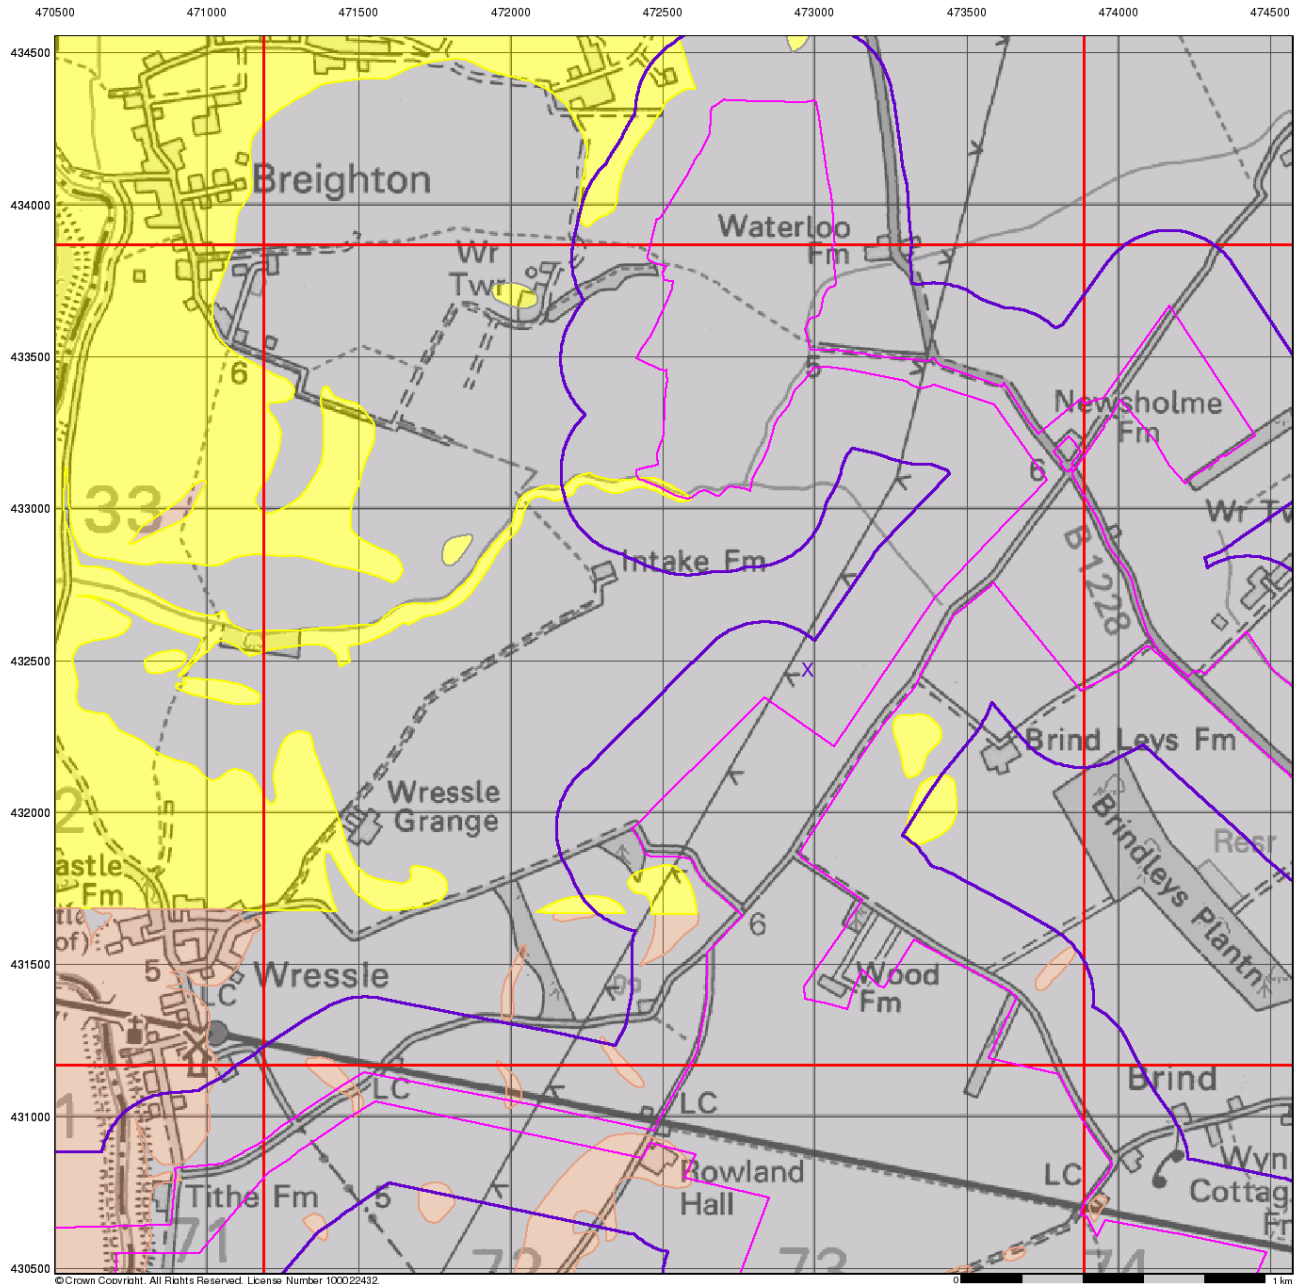 470500 471000 471500 472000 472500 473000 473500 474000 474500
434500
Breighton
434000
Waterloo
Fm
Wr
Twr
433500
5
6
Newsholme
Fm
6
33
433000
Wr Tw
B 1228
Intake Fm
432500
X
Brind Leys Fm
Wressle
Grange
432000
2
Brindleys Plantn
Resr
astle
Fm
6
of)
5
431500
Wressle
LC
Wood
Fm
LC
Brind
431000
1
LC
Rowland
Hall
LC
Wyn
Cottag
Tithe Fm
5
71
72
73
74
430500
© Crown Copyright. All Rights Reserved. License Number 100022432.
0 1 km